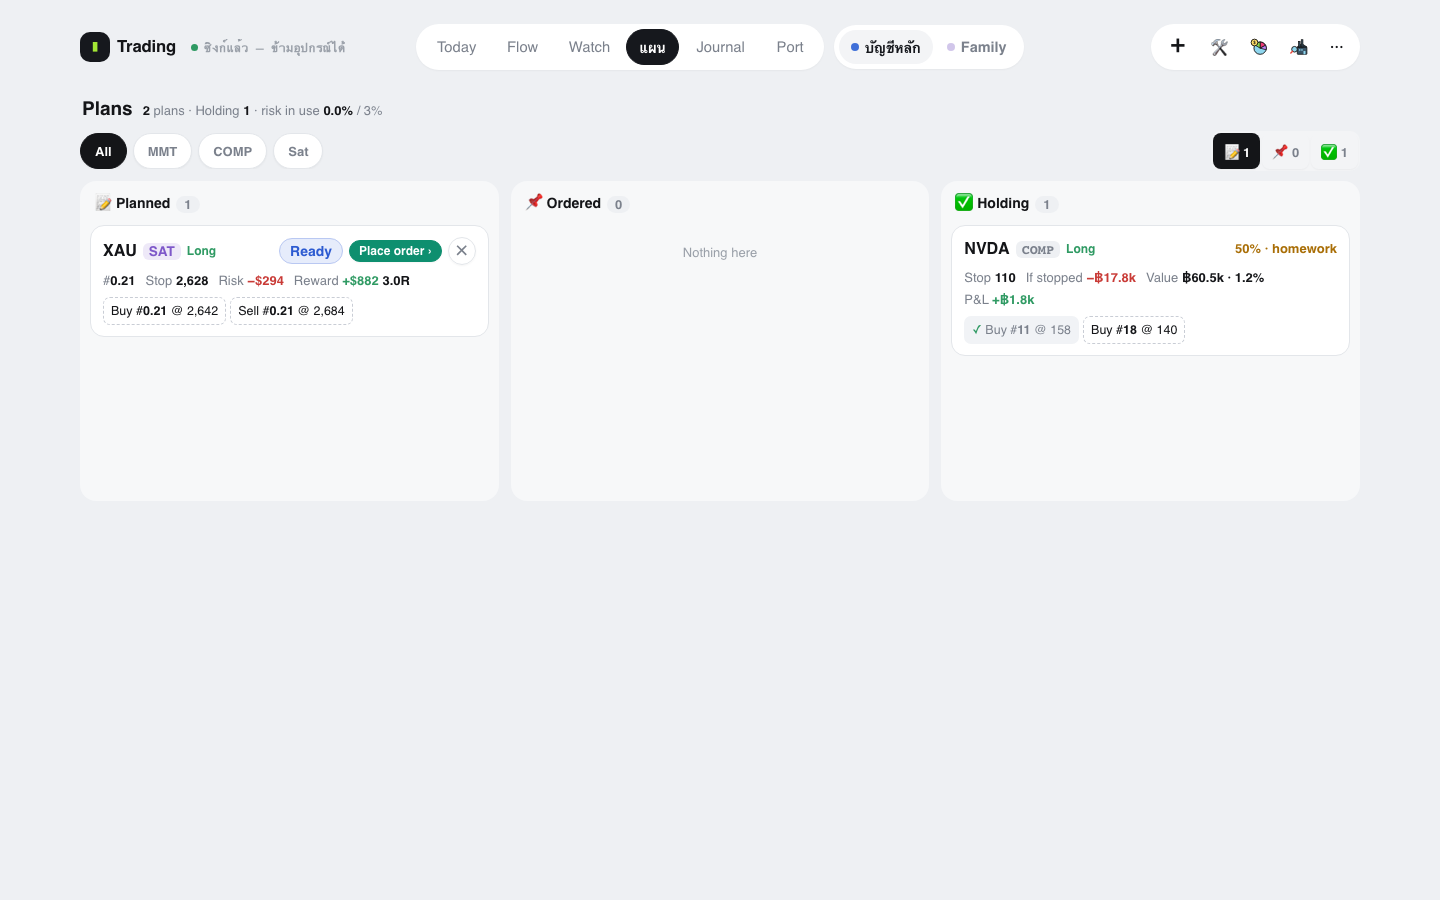 Trading
ซิงก์แล้ว — ข้ามอุปกรณ์ได้
Today Flow Watch แผน Journal Port
บัญชีหลัก Family
+ ···
Plans 2 plans · Holding 1 · risk in use 0.0% / 3%
All MMT COMP Sat
1 0 1
Planned 1
XAU SAT Long Ready Place order › ✕
#0.21 Stop 2,628 Risk −$294 Reward +$882 3.0R
Buy #0.21 @ 2,642 Sell #0.21 @ 2,684
Ordered 0
Nothing here
Holding 1
NVDA COMP Long 50% · homework
Stop 110 If stopped −฿17.8k Value ฿60.5k · 1.2%
P&L +฿1.8k
✓ Buy #11 @ 158 Buy #18 @ 140